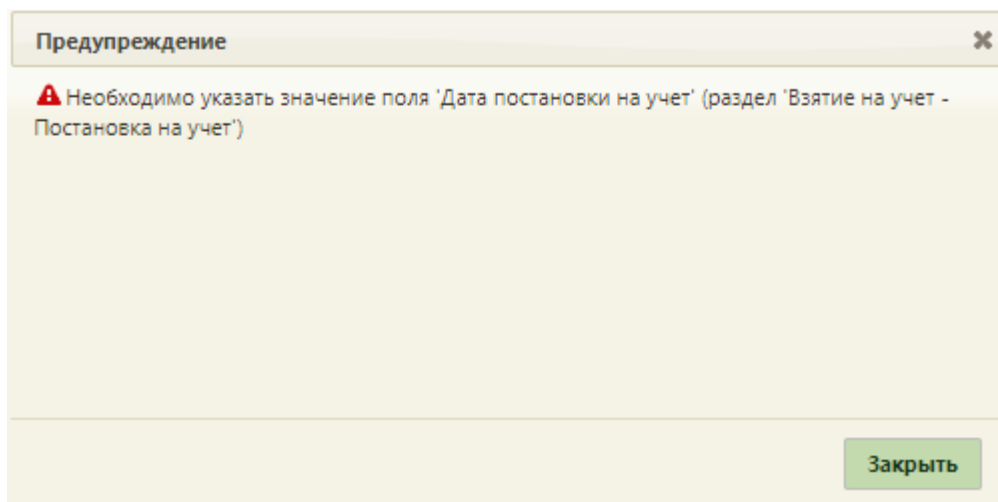 Предупреждение
Необходимо указать значение поля 'Дата постановки на учет' (раздел 'Взятие на учет -
Постановка на учет')
Закрыть